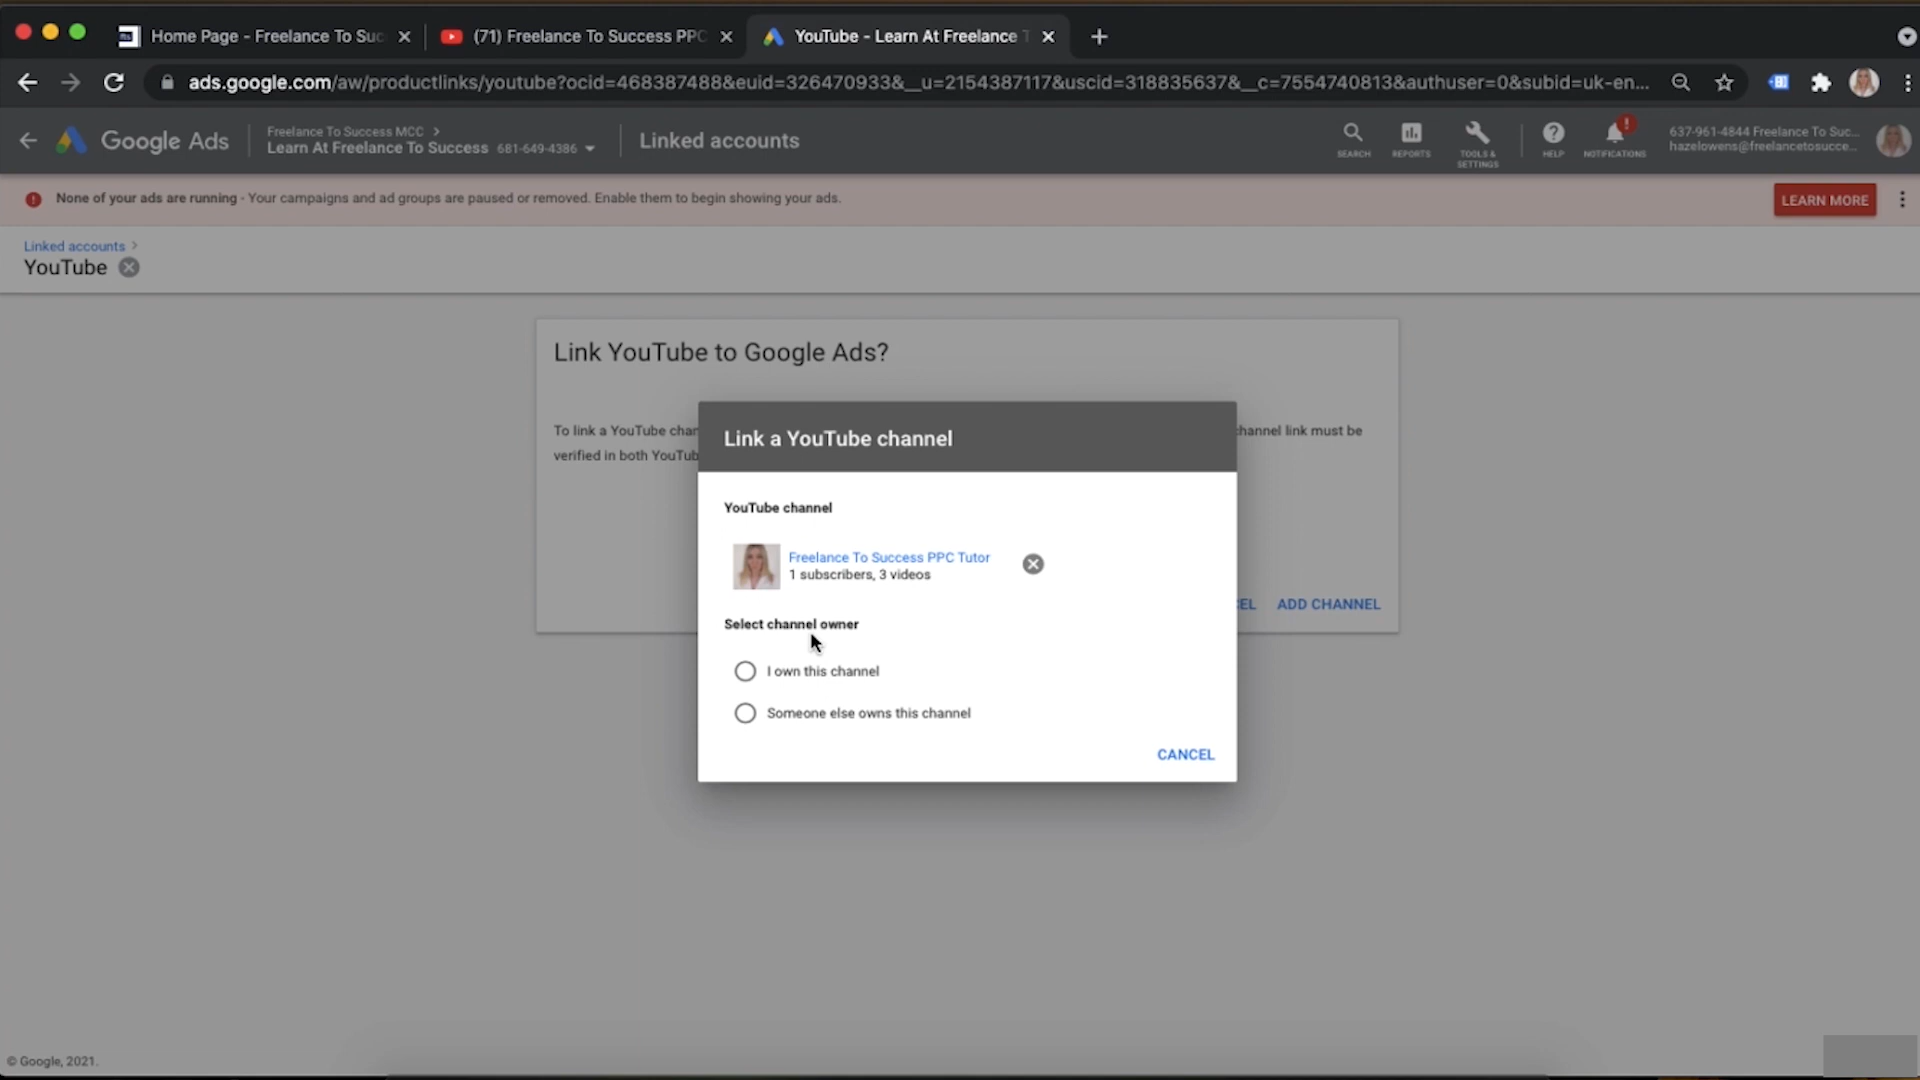 Home Page - Freelance To Suc
(71) Freelance To Success PPC
YouTube - Learn At Freelance T
ads.google.com/aw/productlinks/youtube?ocid=468387488&euid=326470933&__u=2154387117&uscid=318835637&__c=7554740813&authuser=0&subid=uk-en...
Google Ads
Freelance To Success MCC >
Learn At Freelance To Success 681-649-4386
Linked accounts
SEARCH
REPORTS
TOOLS & SETTINGS
HELP
NOTIFICATIONS
637-961-4844 Freelance To Suc...
hazelowens@freelancetosucce...
None of your ads are running - Your campaigns and ad groups are paused or removed. Enable them to begin showing your ads.
LEARN MORE
Linked accounts >
YouTube
Link YouTube to Google Ads?
To link a YouTube chan
channel link must be
verified in both YouTub
Link a YouTube channel
YouTube channel
Freelance To Success PPC Tutor
1 subscribers, 3 videos
Select channel owner
I own this channel
Someone else owns this channel
CANCEL
EL
ADD CHANNEL
© Google, 2021.